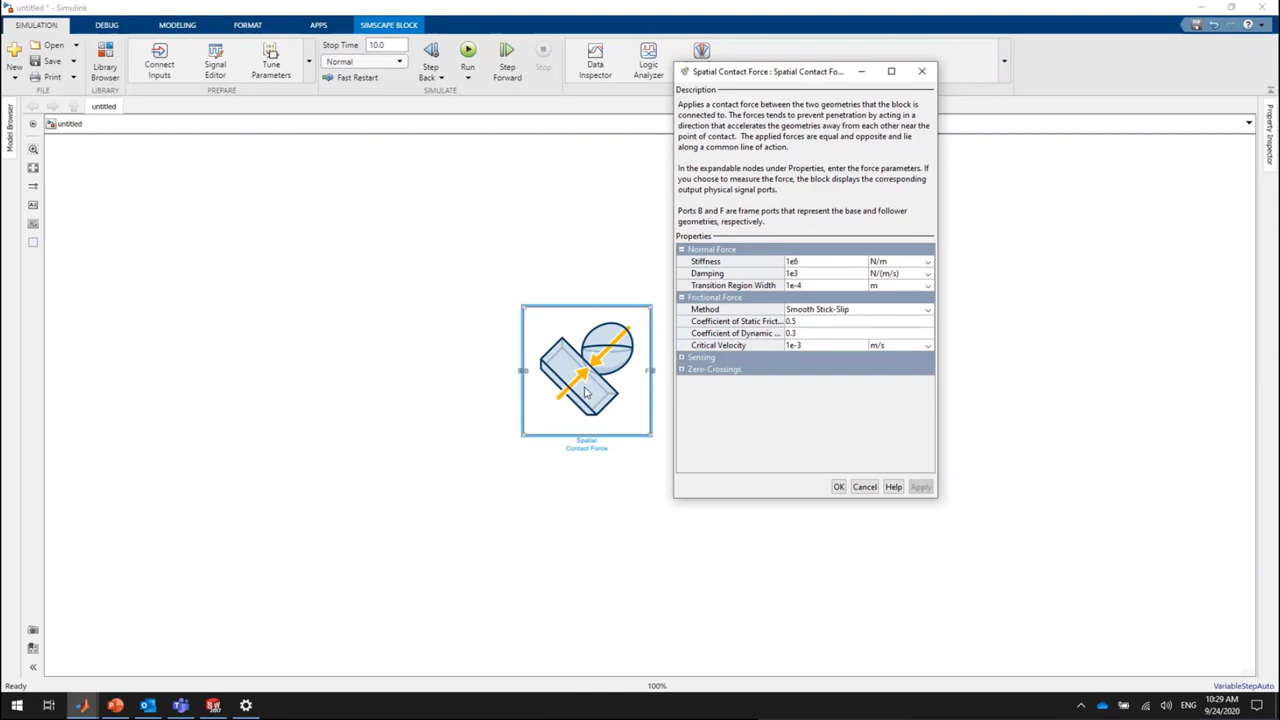 untitled * - Simulink
SIMULATION
DEBUG
MODELING
FORMAT
APPS
SIMSCAPE BLOCK
New
Open
Save
Print
FILE
Library
Browser
Connect
Inputs
Signal
Editor
Tune
Parameters
PREPARE
Stop Time 10.0
Normal
Fast Restart
Step
Back
Run
Step
Forward
Stop
SIMULATE
Data
Inspector
Logic
Analyzer
untitled
untitled
Model Browser
Property Inspector
Spatial Contact Force : Spatial Contact Fo...
Description
Applies a contact force between the two geometries that the block is
connected to. The forces tends to prevent penetration by acting in a
direction that accelerates the geometries away from each other near the
point of contact. The applied forces are equal and opposite and lie
along a common line of action.
In the expandable nodes under Properties, enter the force parameters. If
you choose to measure the force, the block displays the corresponding
output physical signal ports.
Ports B and F are frame ports that represent the base and follower
geometries, respectively.
Properties
Normal Force
Stiffness 1e6 N/m
Damping 1e3 N/(m/s)
Transition Region Width 1e-4 m
Frictional Force
Method Smooth Stick-Slip
Coefficient of Static Frict... 0.5
Coefficient of Dynamic ... 0.3
Critical Velocity 1e-3 m/s
Sensing
Zero-Crossings
OK
Cancel
Help
Apply
B
F
Spatial
Contact Force
Ready
100%
VariableStepAuto
ENG
10:29 AM
9/24/2020